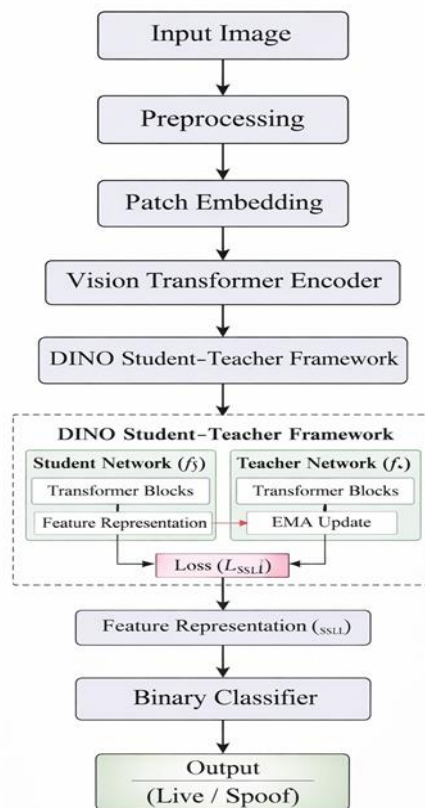 Input Image
Preprocessing
Patch Embedding
Vision Transformer Encoder
DINO Student–Teacher Framework
DINO Student–Teacher Framework
Student Network (f
Teacher Network (f
Transformer Blocks
Transformer Blocks
Feature Representation
EMA Update
Loss (L
Feature Representation (
Binary Classifier
Output
(Live / Spoof)